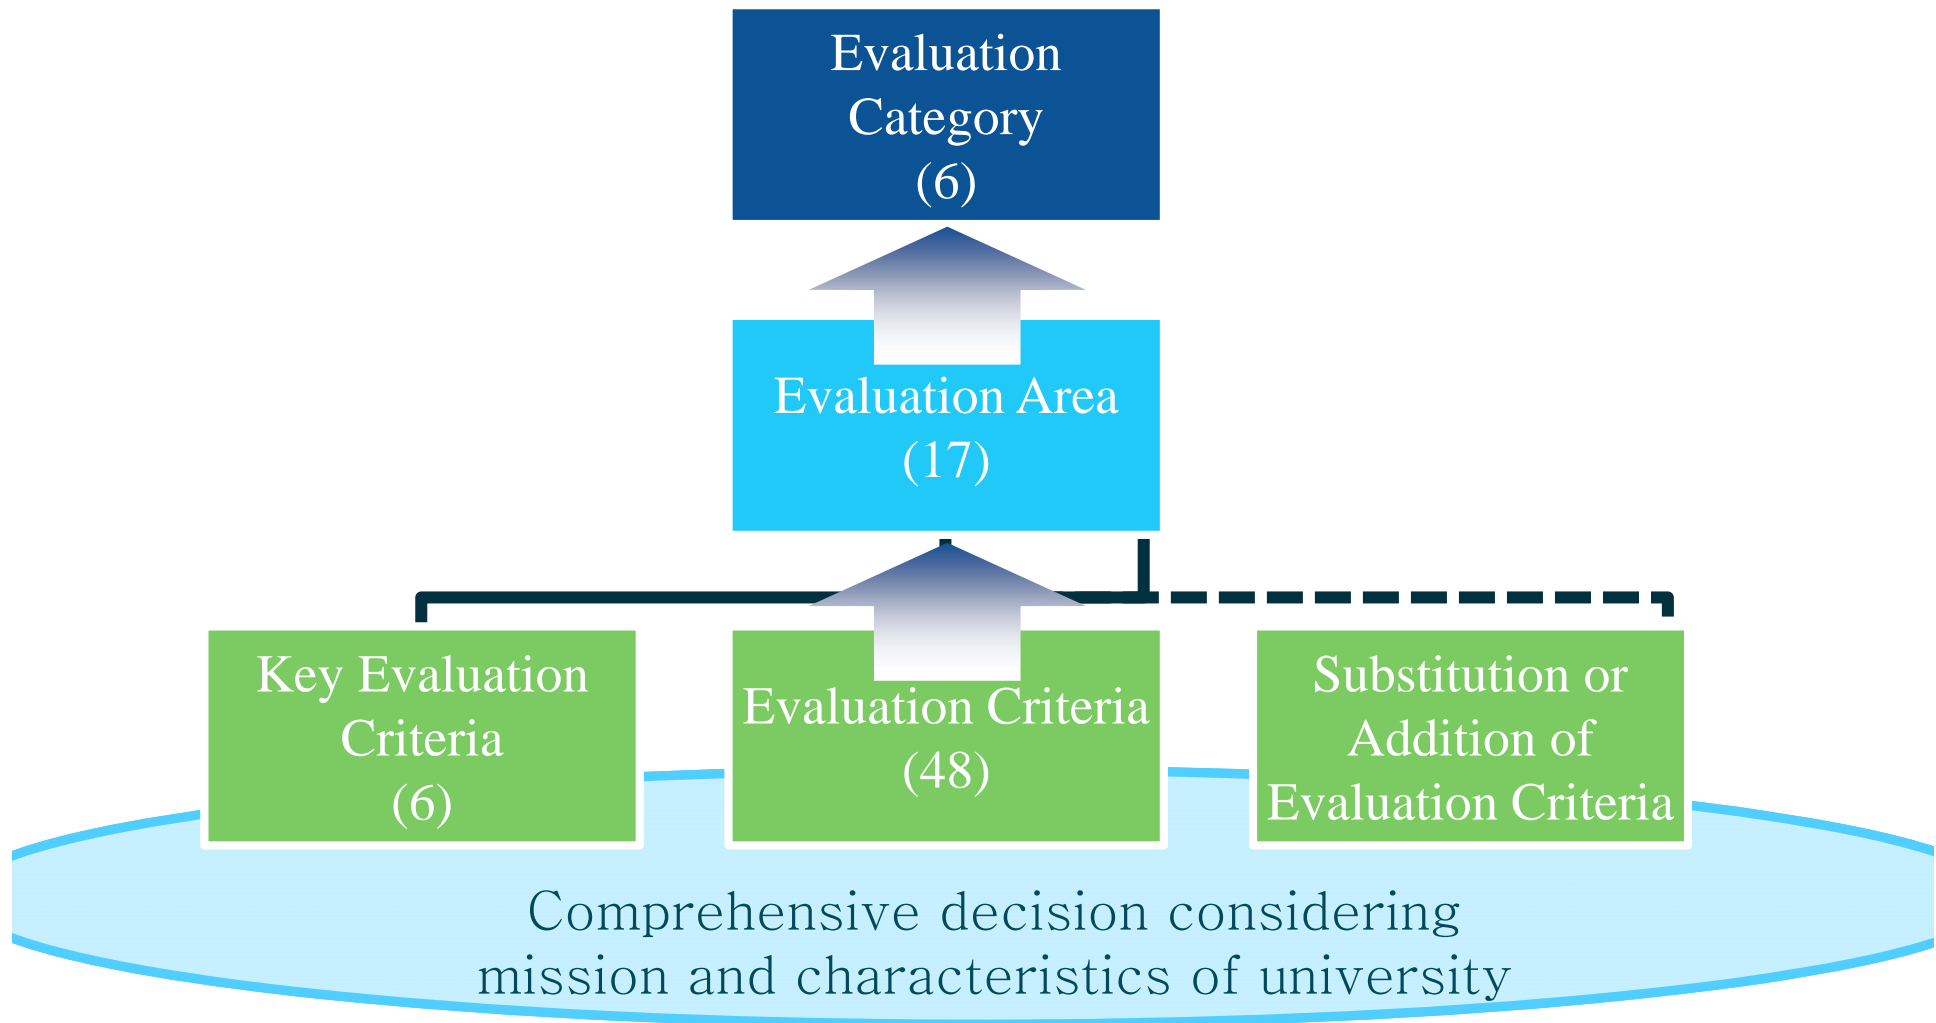 Evaluation
Category
(6)
Evaluation Area
(17)
Key Evaluation
Criteria
(6)
Evaluation Criteria
(48)
Substitution or
Addition of
Evaluation Criteria
Comprehensive decision considering
mission and characteristics of university